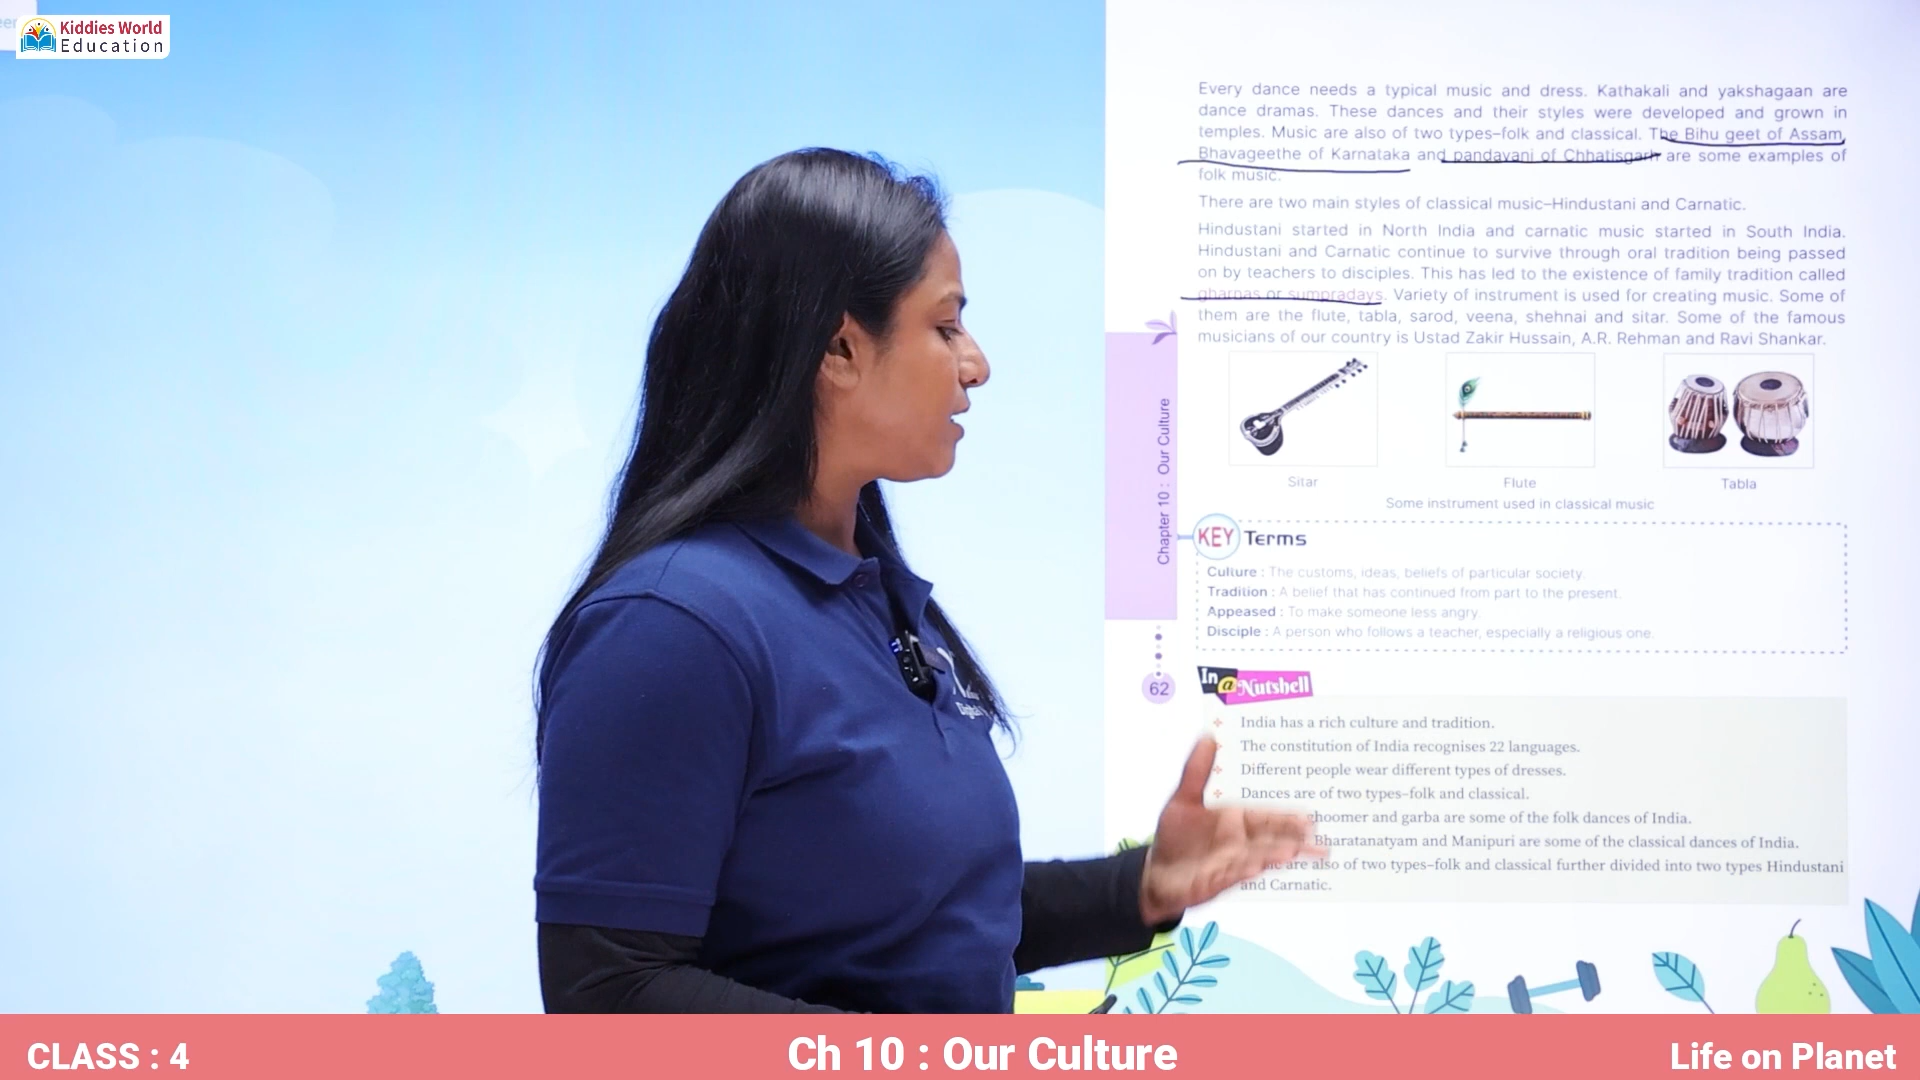 Kiddies World
Education
Every dance needs a typical music and dress. Kathakali and yakshagaan are
dance dramas. These dances and their styles were developed and grown in
temples. Music are also of two types–folk and classical. The Bihu geet of Assam,
Bhavageethe of Karnataka and pandavani of Chhatisgarh are some examples of
folk music.
There are two main styles of classical music–Hindustani and Carnatic.
Hindustani started in North India and carnatic music started in South India.
Hindustani and Carnatic continue to survive through oral tradition being passed
on by teachers to disciples. This has led to the existence of family tradition called
gharnas or sumpradays. Variety of instrument is used for creating music. Some of
them are the flute, tabla, sarod, veena, shehnai and sitar. Some of the famous
musicians of our country is Ustad Zakir Hussain, A.R. Rehman and Ravi Shankar.
Sitar
Flute
Tabla
Some instrument used in classical music
Chapter 10 : Our Culture
62
KEY Terms
Culture : The customs, ideas, beliefs of particular society.
Tradition : A belief that has continued from part to the present.
Appeased : To make someone less angry
Disciple : A person who follows a teacher, especially a religious one.
In a Nutshell
India has a rich culture and tradition.
The constitution of India recognises 22 languages.
Different people wear different types of dresses.
Dances are of two types–folk and classical.
ghoomer and garba are some of the folk dances of India.
Bharatanatyam and Manipuri are some of the classical dances of India.
are also of two types–folk and classical further divided into two types Hindustani
and Carnatic.
CLASS : 4
Ch 10 : Our Culture
Life on Planet